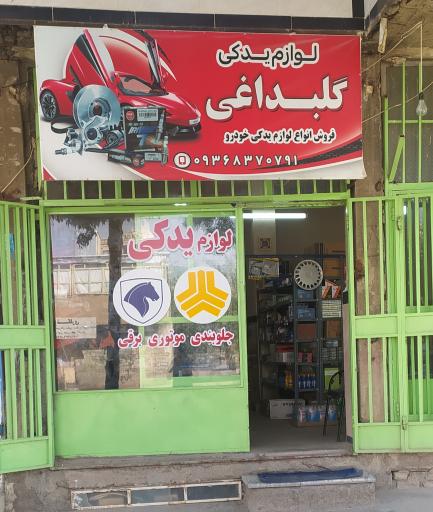 لوازم یدکی
گلبداغی
فروش انواع لوازم یدکی خودرو
۰۹۳۶۸۳۷۰۷۹۱
لوازم یدکی
جلوبندی موتوری برقی